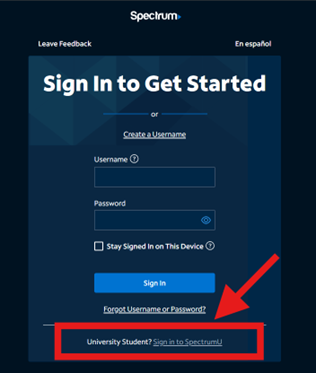 Spectrum
Leave Feedback En español
Sign In to Get Started
or
Create a Username
Username ?
Password
Stay Signed In on This Device ?
Sign In
Forgot Username or Password?
University Student? Sign in to SpectrumU